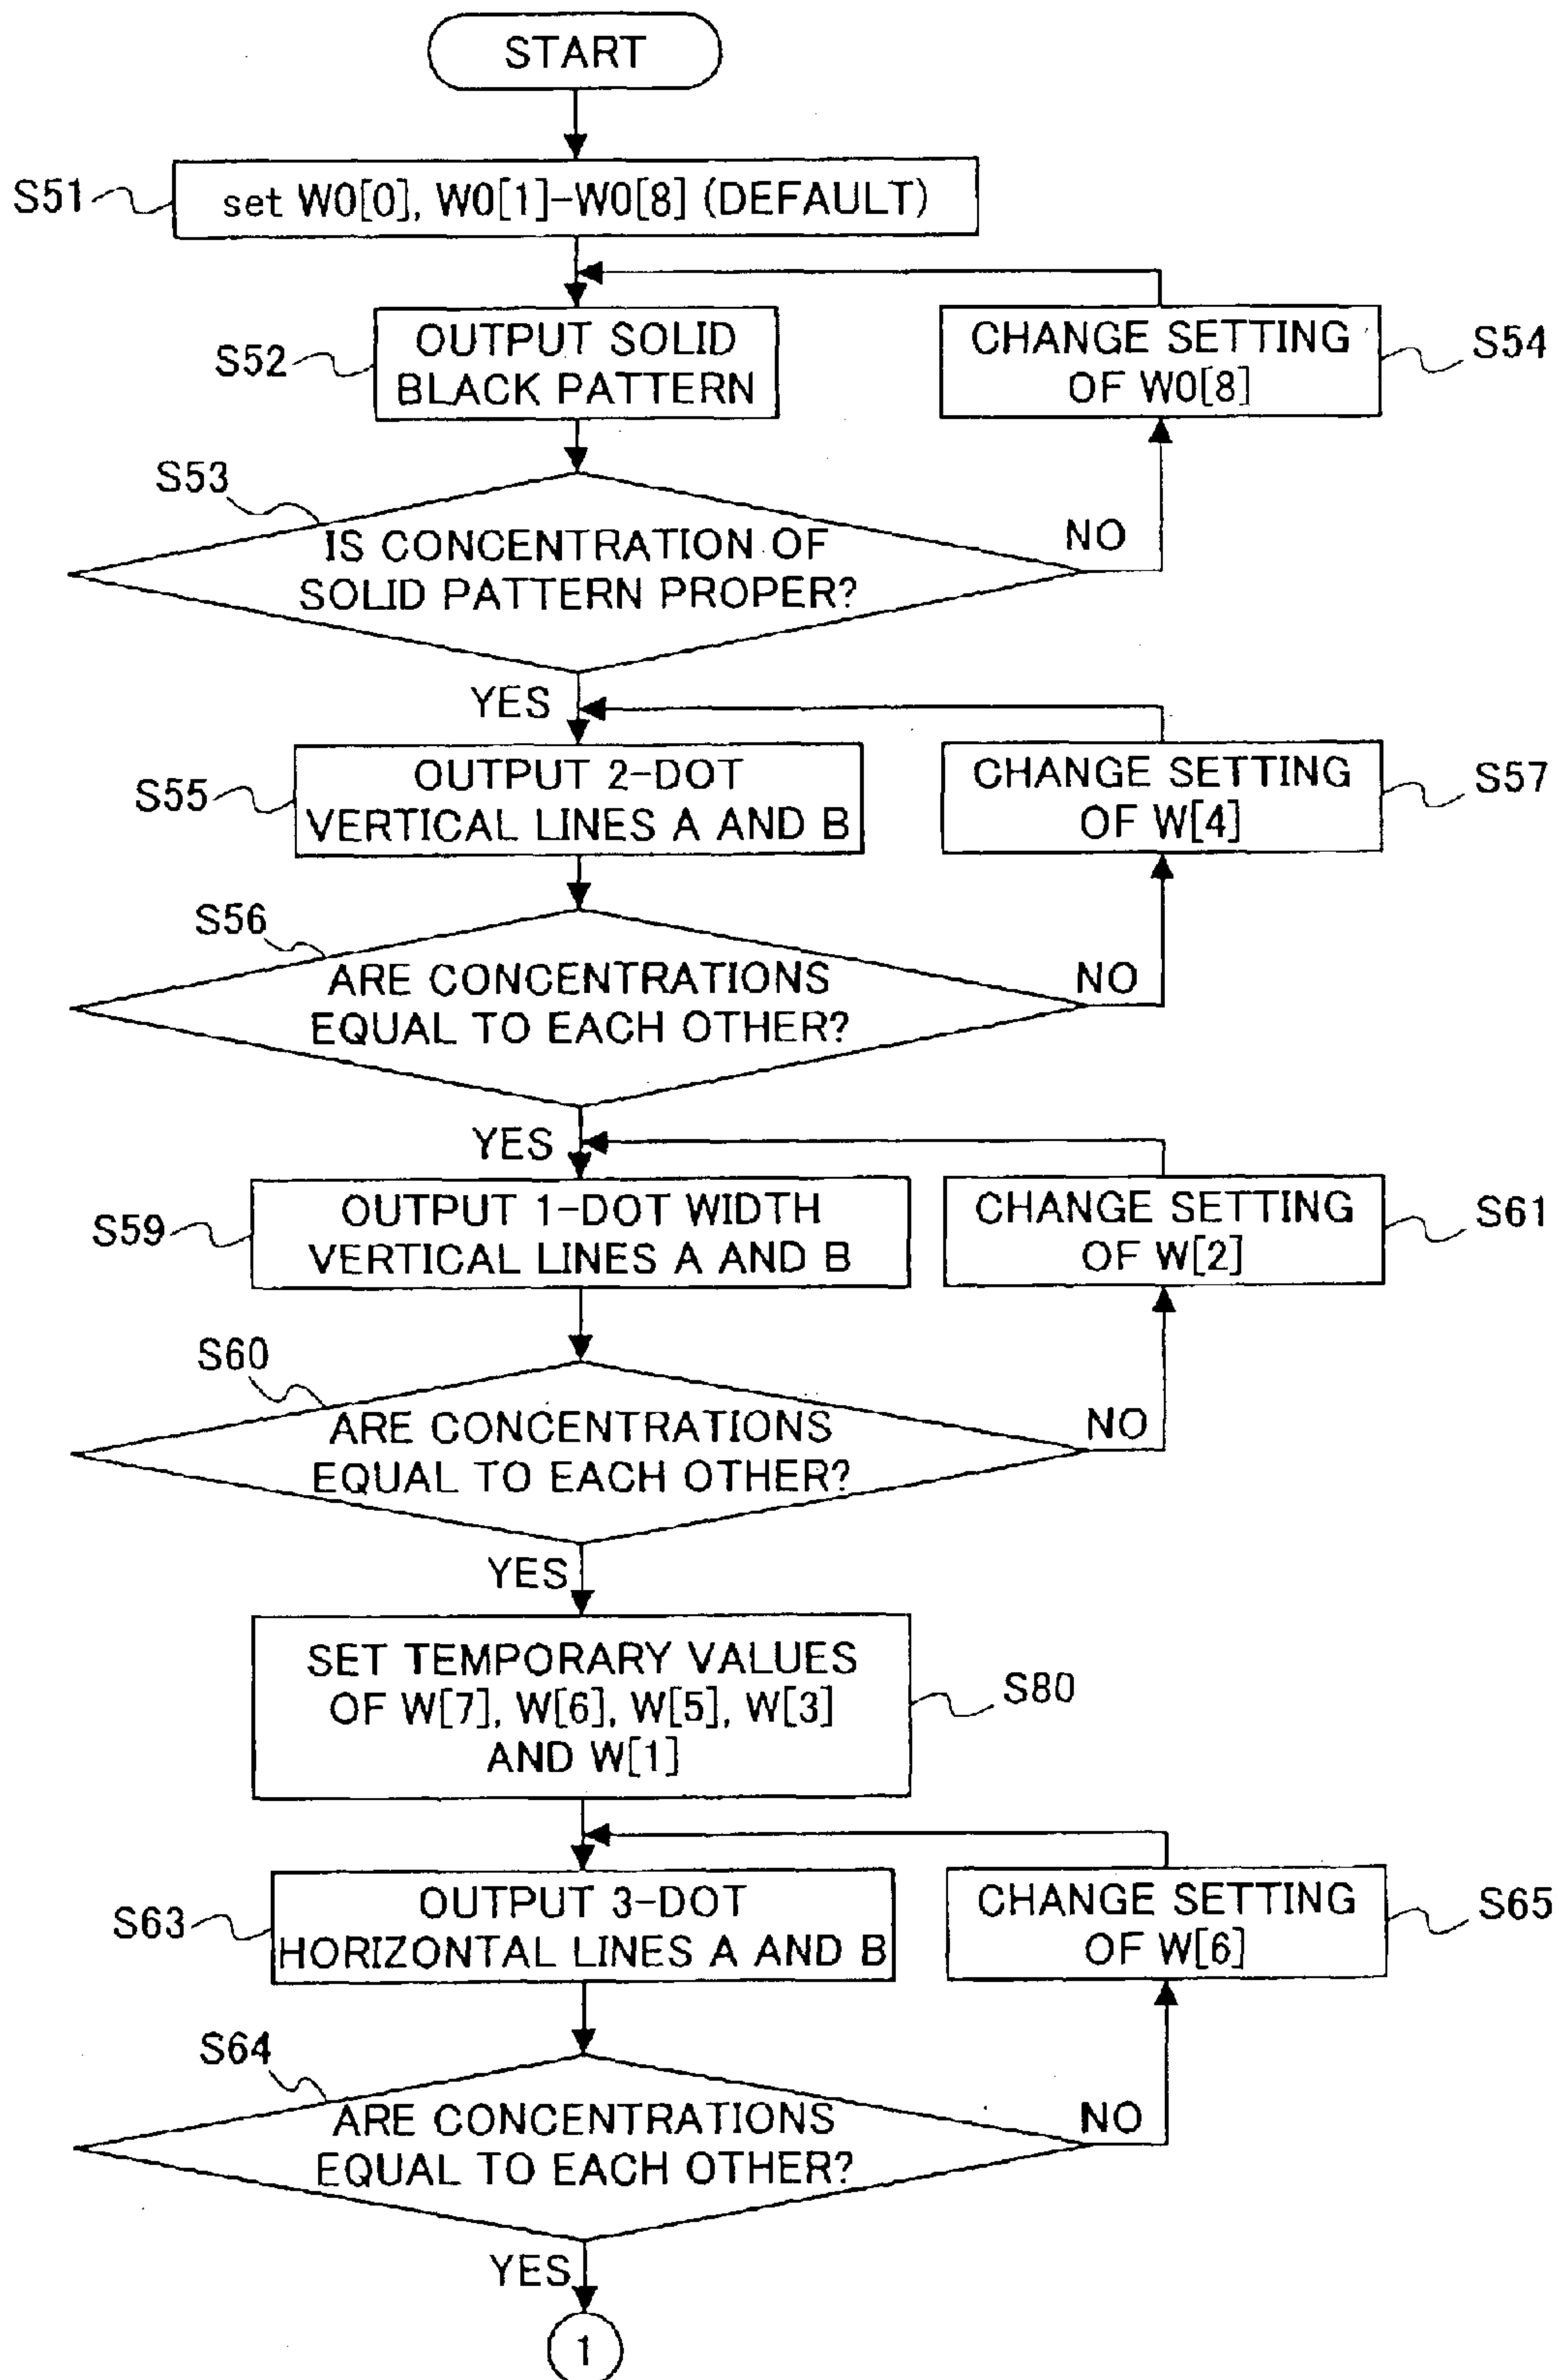 START
S51
set W0[0], W0[1]-W0[8] (DEFAULT)
S52
OUTPUT SOLID
BLACK PATTERN
CHANGE SETTING
OF W0[8]
S54
S53
IS CONCENTRATION OF
SOLID PATTERN PROPER?
NO
YES
S55
OUTPUT 2-DOT
VERTICAL LINES A AND B
CHANGE SETTING
OF W[4]
S57
S56
ARE CONCENTRATIONS
EQUAL TO EACH OTHER?
NO
YES
S59
OUTPUT 1-DOT WIDTH
VERTICAL LINES A AND B
CHANGE SETTING
OF W[2]
S61
S60
ARE CONCENTRATIONS
EQUAL TO EACH OTHER?
NO
YES
SET TEMPORARY VALUES
OF W[7], W[6], W[5], W[3]
AND W[1]
S80
S63
OUTPUT 3-DOT
HORIZONTAL LINES A AND B
CHANGE SETTING
OF W[6]
S65
S64
ARE CONCENTRATIONS
EQUAL TO EACH OTHER?
NO
YES
1